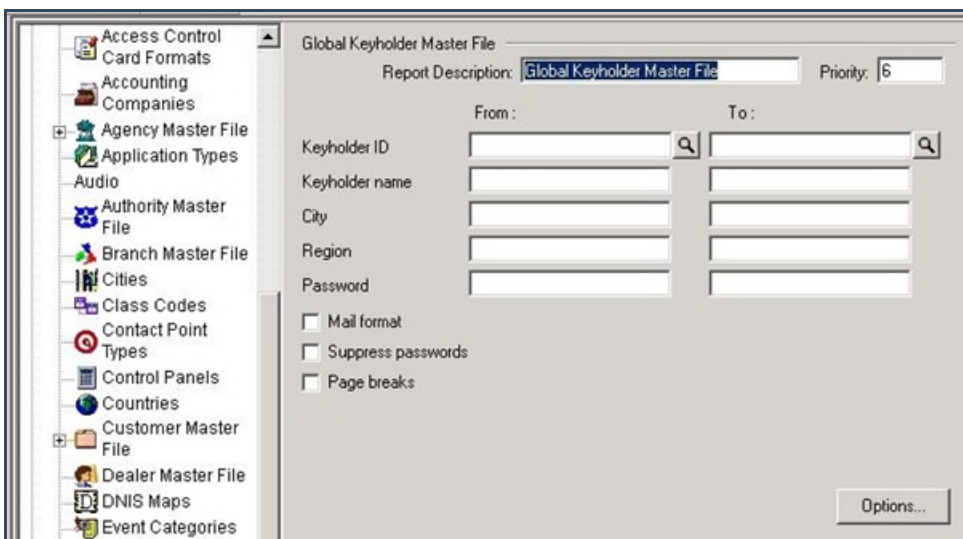 Access Control
Card Formats
Accounting
Companies
Agency Master File
Application Types
Audio
Authority Master
File
Branch Master File
Cities
Class Codes
Contact Point
Types
Control Panels
Countries
Customer Master
File
Dealer Master File
DNIS Maps
Event Categories
Global Keyholder Master File
Report Description: Global Keyholder Master File Priority: 6
From : To :
Keyholder ID
Keyholder name
City
Region
Password
Mail format
Suppress passwords
Page breaks
Options...